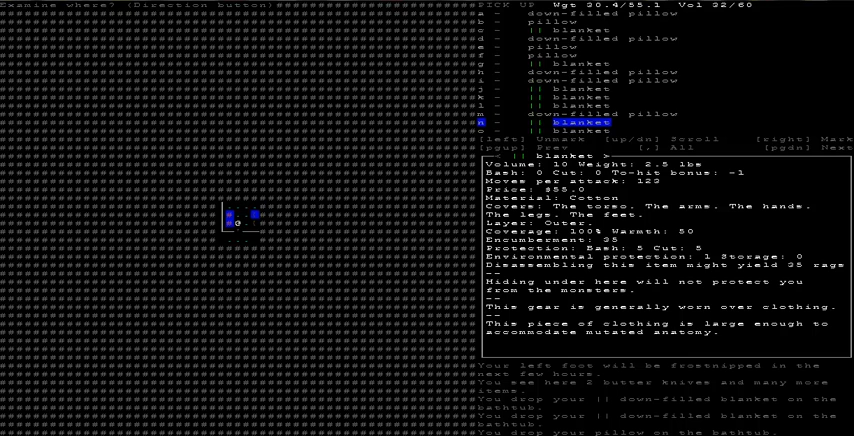 Examine where? (Direction button)
PICK UP Wgt 30.4/55.1 Vol 32/60
a - down-filled pillow
b - pillow
c - || blanket
d - down-filled pillow
e - pillow
f - pillow
g - || blanket
h - down-filled pillow
i - down-filled pillow
j - || blanket
k - || blanket
l - || blanket
m - down-filled pillow
n - || blanket
o - || blanket
[left] Unmark [up/dn] Scroll [right] Mark
[pgup] Prev [,] All [pgdn] Next
< || blanket >
Volume: 10 Weight: 2.5 lbs
Bash: 0 Cut: 0 To-hit bonus: -1
Moves per attack: 123
Price: $55.0
Material: Cotton
Covers: The torso. The arms. The hands.
The legs. The feet.
Layer: Outer
Coverage: 100% Warmth: 50
Encumberment: 35
Protection: Bash: 5 Cut: 5
Environmental protection: 1 Storage: 0
Disassembling this item might yield 35 rags
--
Hiding under here will not protect you
from the monsters.
--
This gear is generally worn over clothing.
--
This piece of clothing is large enough to
accommodate mutated anatomy.
Your left foot will be frostnipped in the
next few hours.
You see here 2 butter knives and many more
items.
You drop your || down-filled blanket on the
bathtub.
You drop your || down-filled blanket on the
bathtub.
You drop your pillow on the bathtub.